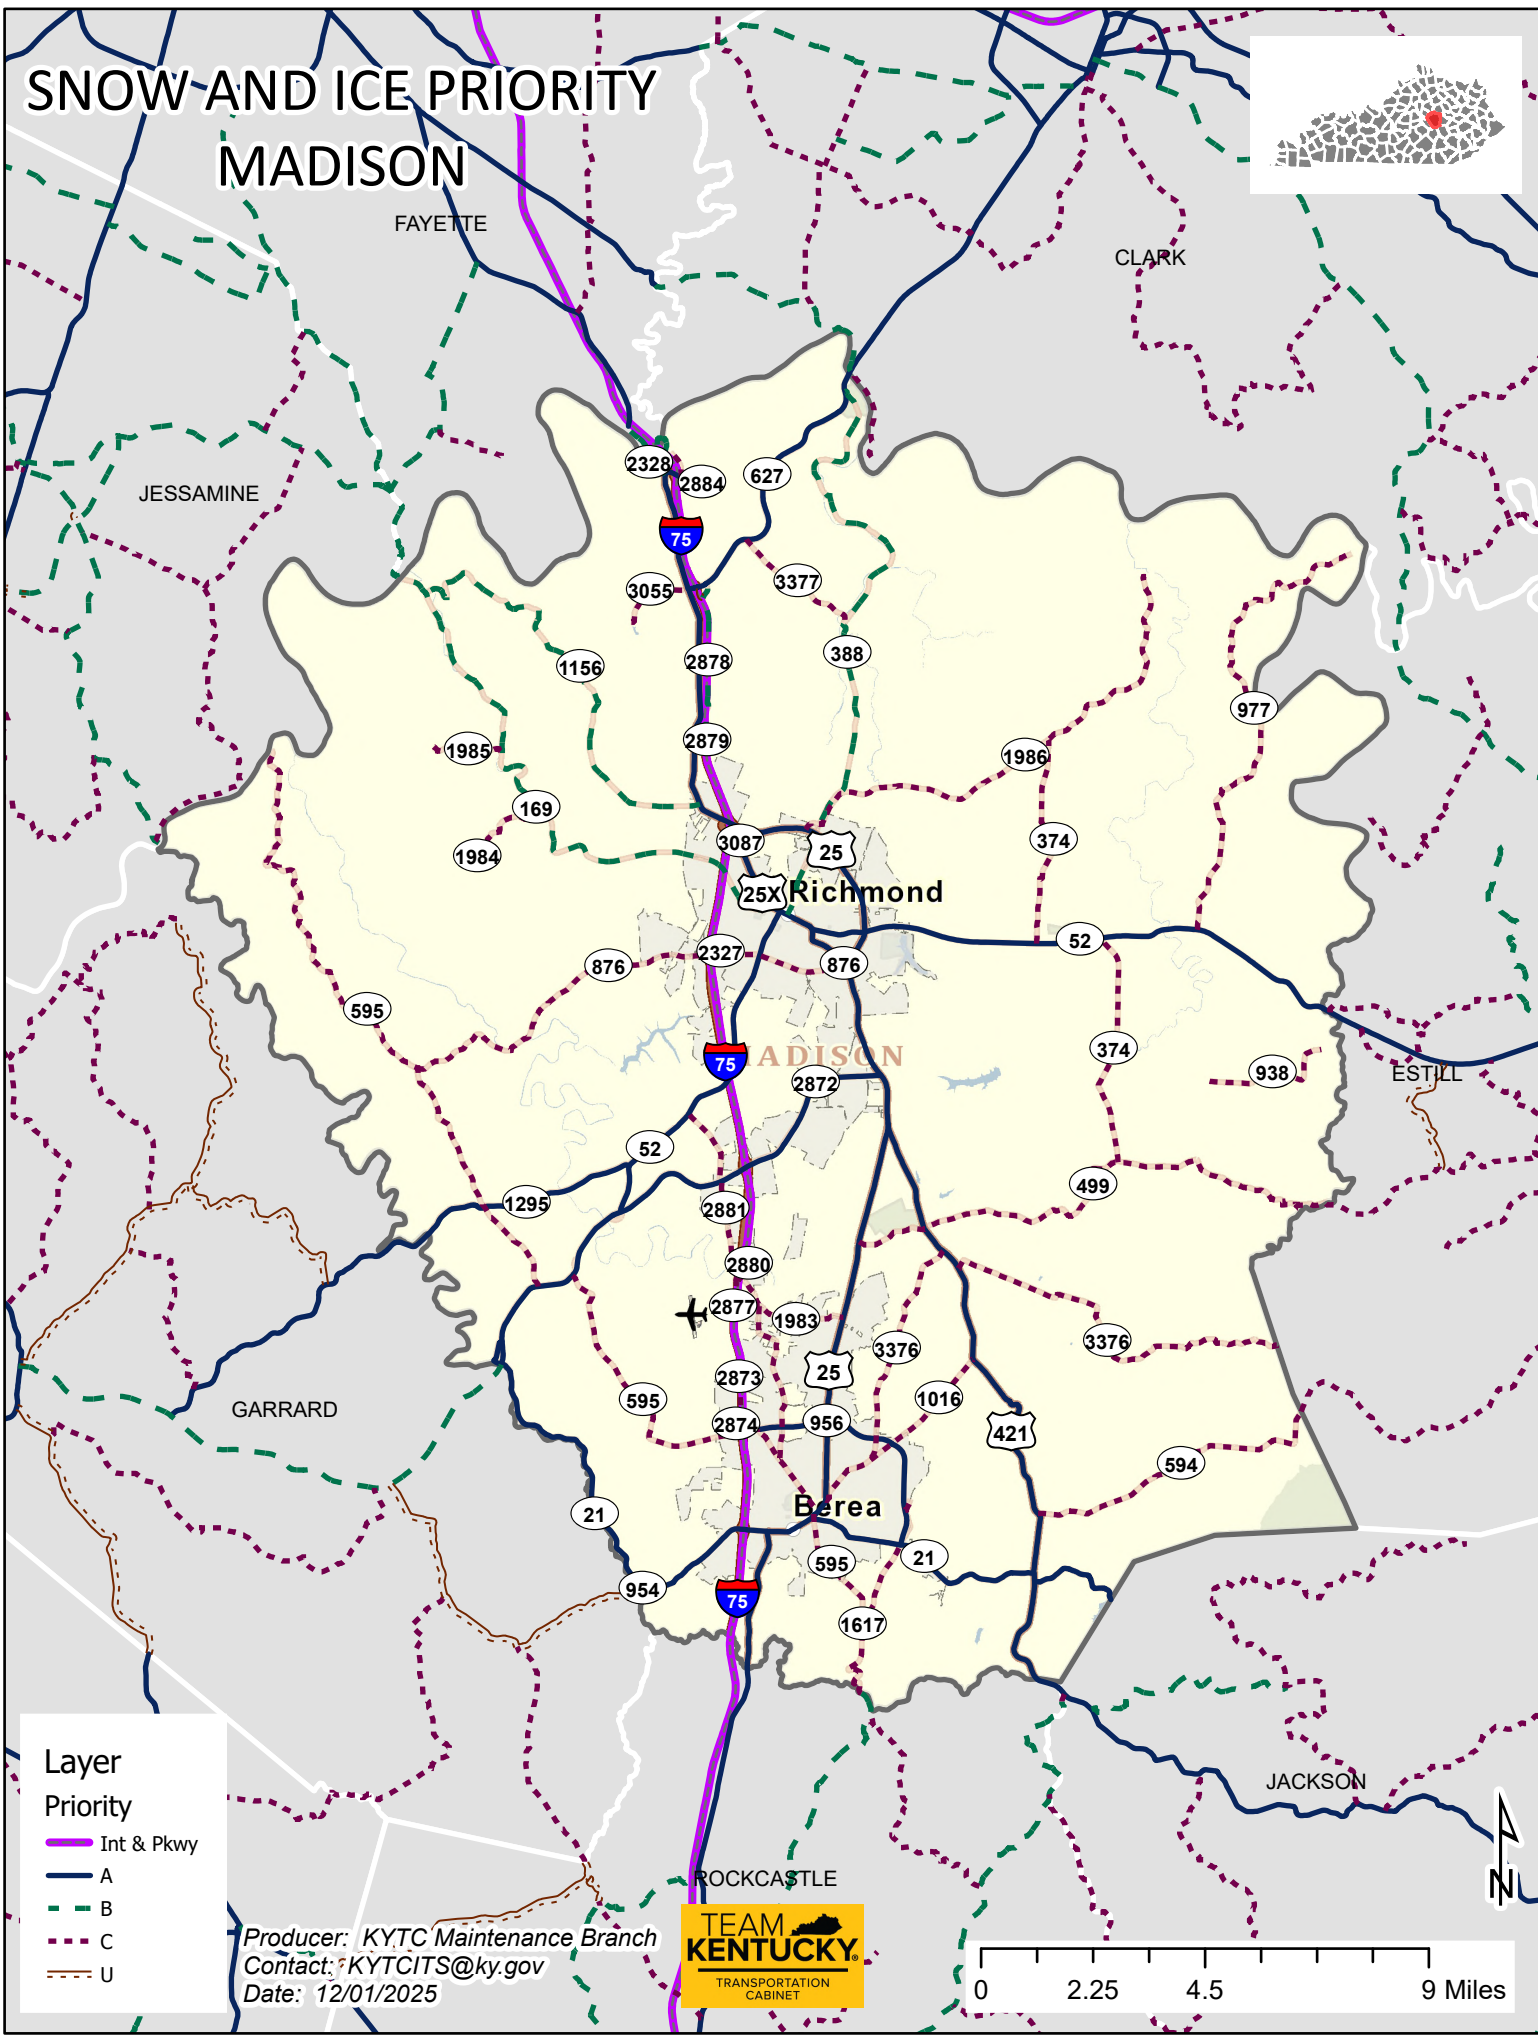 SNOW AND ICE PRIORITY
MADISON
FAYETTE
CLARK
JESSAMINE
2328
2884
627
75
3055
3377
1156
2878
388
977
1985
2879
1986
169
1984
3087
25
374
25X
Richmond
52
876
2327
876
595
75
MADISON
374
2872
938
ESTILL
52
499
1295
2881
2880
2877
1983
3376
3376
25
2873
595
1016
GARRARD
2874
956
421
594
Berea
21
595
21
954
75
1617
JACKSON
ROCKCASTLE
Layer
Priority
Int & Pkwy
A
B
C
U
Producer: KYTC Maintenance Branch
Contact: KYTCITS@ky.gov
Date: 12/01/2025
TEAM
KENTUCKY®
TRANSPORTATION
CABINET
0 2.25 4.5 9 Miles
N